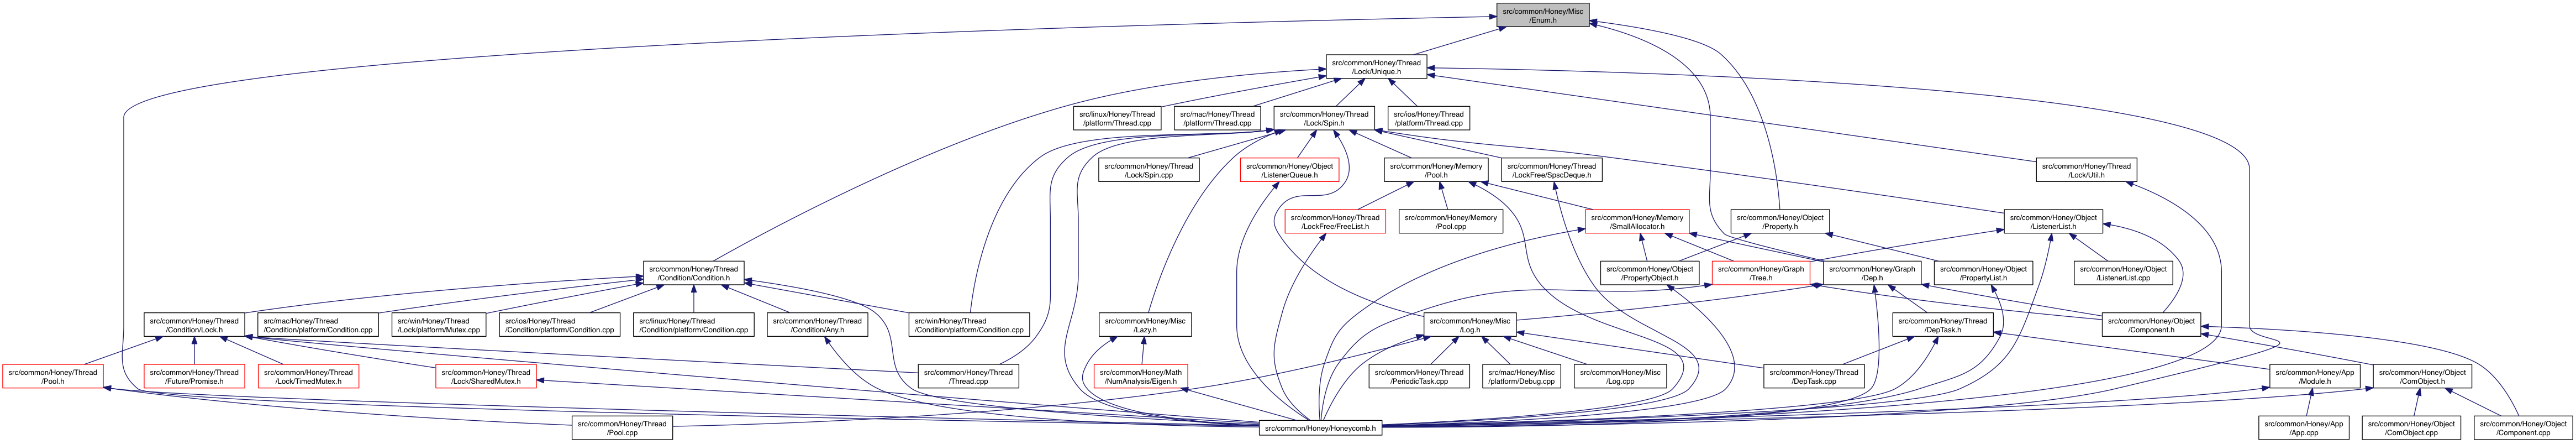 src/common/Honey/Misc
/Enum.h
src/common/Honey/Thread
/Lock/Unique.h
src/linux/Honey/Thread
/platform/Thread.cpp
src/mac/Honey/Thread
/platform/Thread.cpp
src/common/Honey/Thread
/Lock/Spin.h
src/ios/Honey/Thread
/platform/Thread.cpp
src/common/Honey/Thread
/Lock/Spin.cpp
src/common/Honey/Object
/ListenerQueue.h
src/common/Honey/Memory
/Pool.h
src/common/Honey/Thread
/LockFree/SpscDeque.h
src/common/Honey/Thread
/Lock/Util.h
src/common/Honey/Thread
/LockFree/FreeList.h
src/common/Honey/Memory
/Pool.cpp
src/common/Honey/Memory
/SmallAllocator.h
src/common/Honey/Object
/Property.h
src/common/Honey/Object
/ListenerList.h
src/common/Honey/Thread
/Condition/Condition.h
src/common/Honey/Object
/PropertyObject.h
src/common/Honey/Graph
/Tree.h
src/common/Honey/Graph
/Dep.h
src/common/Honey/Object
/PropertyList.h
src/common/Honey/Object
/ListenerList.cpp
src/common/Honey/Thread
/Condition/Lock.h
src/mac/Honey/Thread
/Condition/platform/Condition.cpp
src/win/Honey/Thread
/Lock/platform/Mutex.cpp
src/ios/Honey/Thread
/Condition/platform/Condition.cpp
src/linux/Honey/Thread
/Condition/platform/Condition.cpp
src/common/Honey/Thread
/Condition/Any.h
src/win/Honey/Thread
/Condition/platform/Condition.cpp
src/common/Honey/Misc
/Lazy.h
src/common/Honey/Misc
/Log.h
src/common/Honey/Thread
/DepTask.h
src/common/Honey/Object
/Component.h
src/common/Honey/Thread
/Pool.h
src/common/Honey/Thread
/Future/Promise.h
src/common/Honey/Thread
/Lock/TimedMutex.h
src/common/Honey/Thread
/Lock/SharedMutex.h
src/common/Honey/Thread
/Thread.cpp
src/common/Honey/Math
/NumAnalysis/Eigen.h
src/common/Honey/Thread
/PeriodicTask.cpp
src/mac/Honey/Misc
/platform/Debug.cpp
src/common/Honey/Misc
/Log.cpp
src/common/Honey/Thread
/DepTask.cpp
src/common/Honey/App
/Module.h
src/common/Honey/Object
/ComObject.h
src/common/Honey/Thread
/Pool.cpp
src/common/Honey/Honeycomb.h
src/common/Honey/App
/App.cpp
src/common/Honey/Object
/ComObject.cpp
src/common/Honey/Object
/Component.cpp